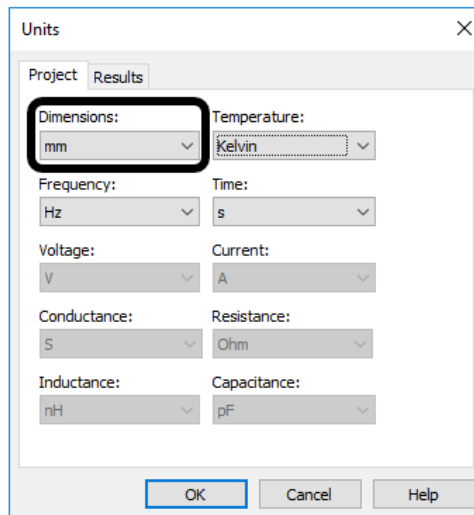 Units
Project Results
Dimensions: Temperature:
mm Kelvin
Frequency: Time:
Hz s
Voltage: Current:
V A
Conductance: Resistance:
S Ohm
Inductance: Capacitance:
nH pF
OK Cancel Help